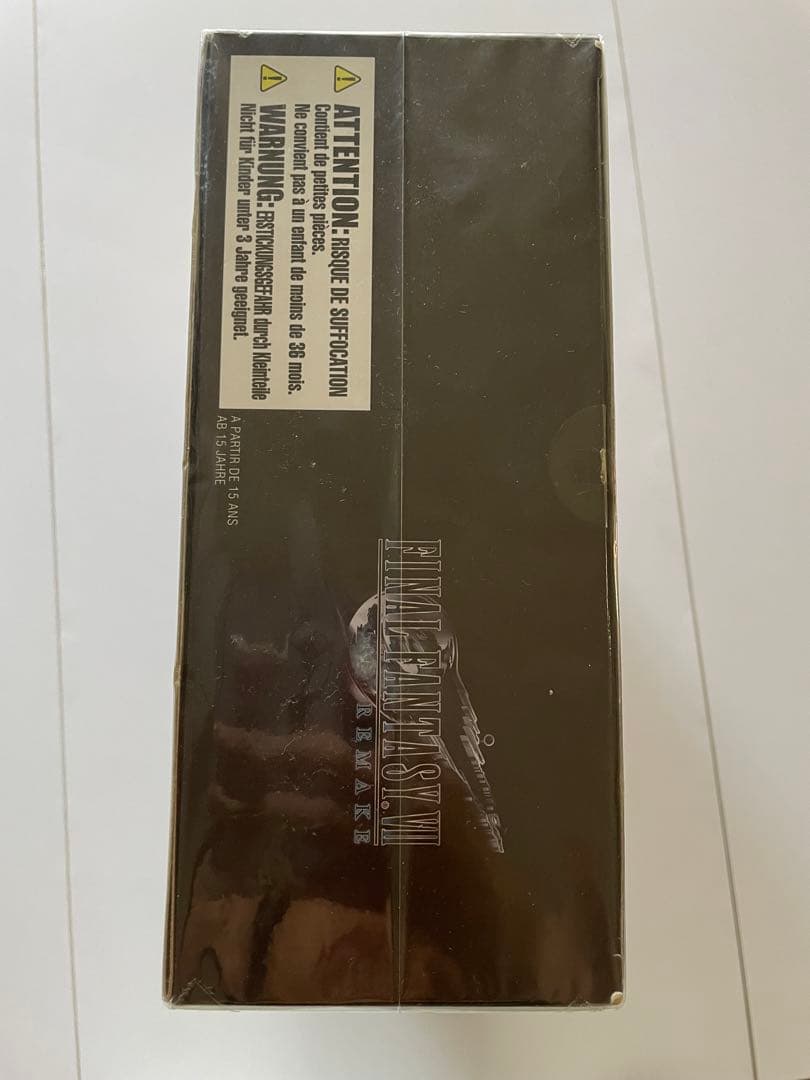 ATTENTION: RISQUE DE SUFFOCATION
Contient de petites pièces.
Ne convient pas à un enfant de moins de 36 mois.
WARNUNG: ERSTICKUNGSGEFAHR durch Kleinteile
Nicht für Kinder unter 3 Jahre geeignet.
A PARTIR DE 15 ANS
AB 15 JAHRE
FINAL FANTASY VII
REMAKE